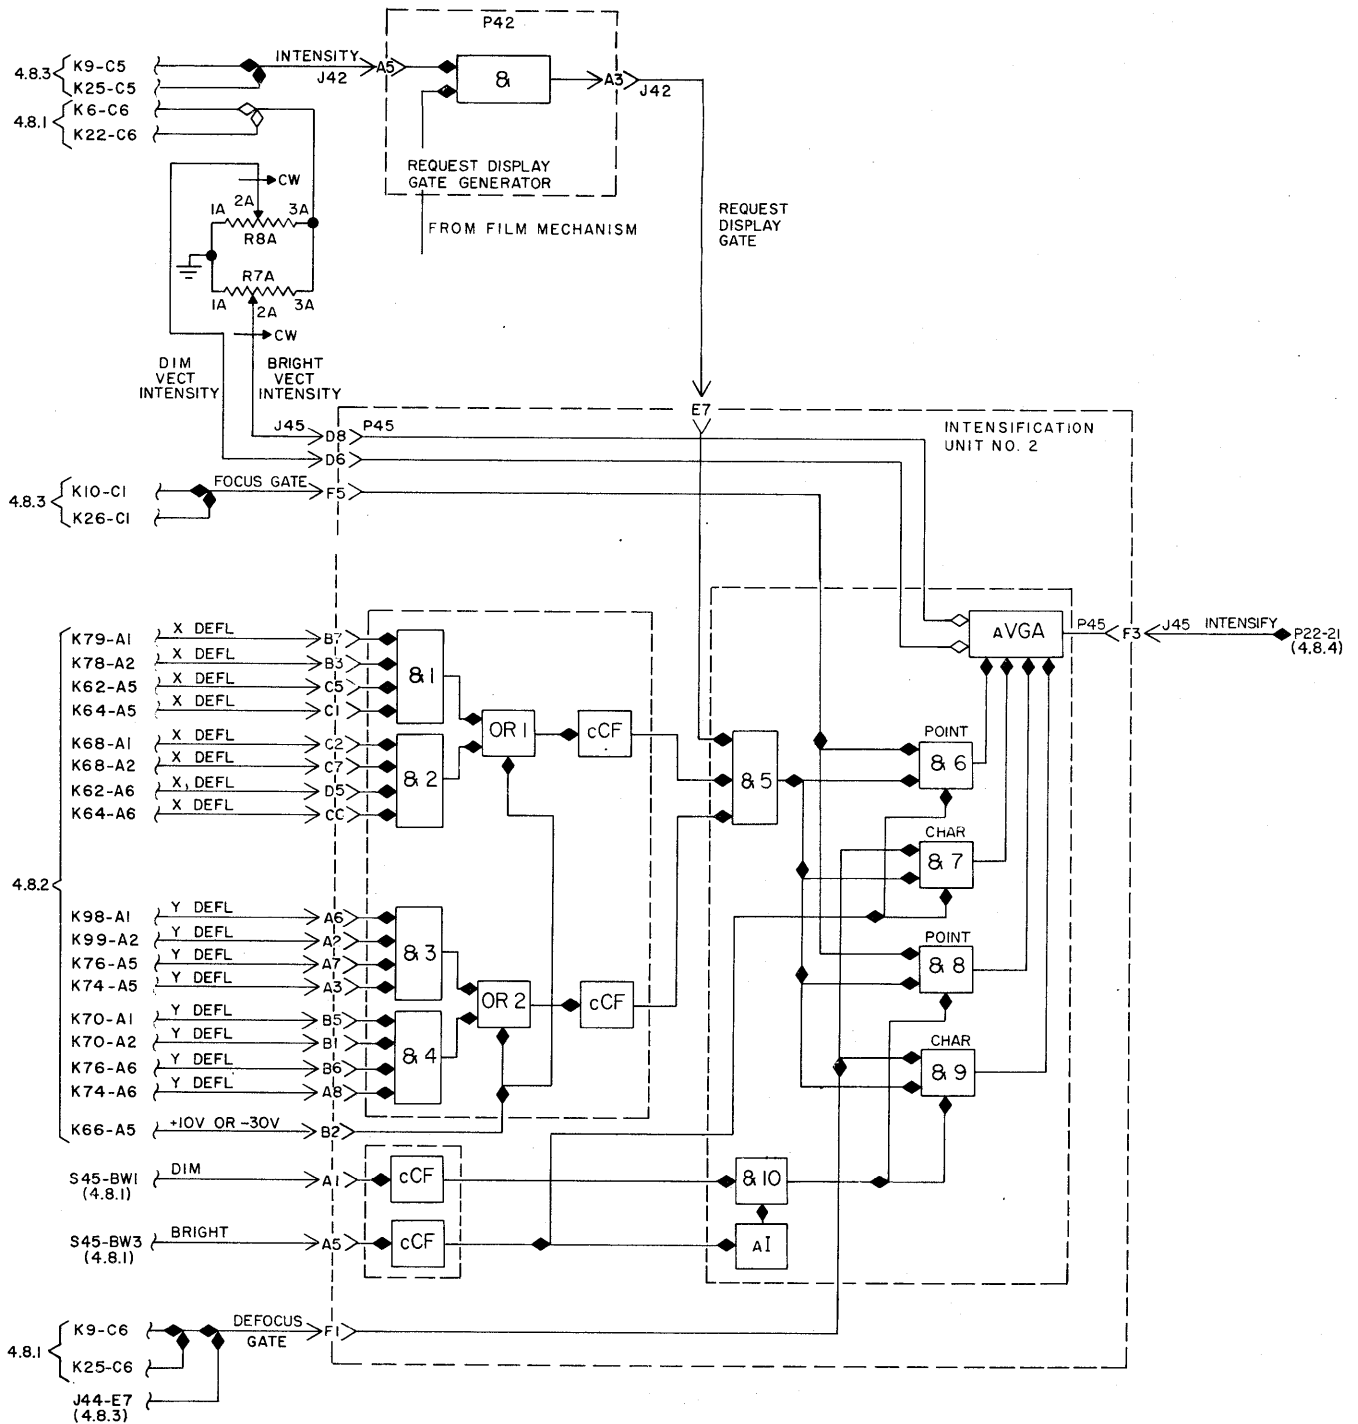 P42
4.8.3
K9-C5
INTENSITY
J42
A5
&
A3
J42
K25-C5
4.8.1
K6-C6
K22-C6
REQUEST DISPLAY
GATE GENERATOR
FROM FILM MECHANISM
REQUEST
DISPLAY
GATE
CW
1A
2A
3A
R8A
R7A
1A
2A
3A
CW
DIM
VECT
INTENSITY
BRIGHT
VECT
INTENSITY
E7
INTENSIFICATION
UNIT NO. 2
J45
D8
P45
D6
4.8.3
K10-C1
FOCUS GATE
F5
K26-C1
aVGA
P45
F3
J45
INTENSIFY
P22-21
(4.8.4)
4.8.2
K79-A1
X DEFL
B7
K78-A2
X DEFL
B3
K62-A5
X DEFL
C5
K64-A5
X DEFL
C1
&1
K68-A1
X DEFL
C2
K68-A2
X DEFL
C7
K62-A6
X, DEFL
D5
K64-A6
X DEFL
CC
&2
OR 1
cCF
&5
POINT
&6
CHAR
&7
K98-A1
Y DEFL
A6
K99-A2
Y DEFL
A2
K76-A5
Y DEFL
A7
K74-A5
Y DEFL
A3
&3
K70-A1
Y DEFL
B5
K70-A2
Y DEFL
B1
K76-A6
Y DEFL
B6
K74-A6
Y DEFL
A8
&4
OR 2
cCF
POINT
&8
CHAR
&9
K66-A5
+10V OR -30V
B2
S45-BW1
(4.8.1)
DIM
A1
cCF
&10
S45-BW3
(4.8.1)
BRIGHT
A5
cCF
aI
4.8.1
K9-C6
DEFOCUS
GATE
F1
K25-C6
J44-E7
(4.8.3)